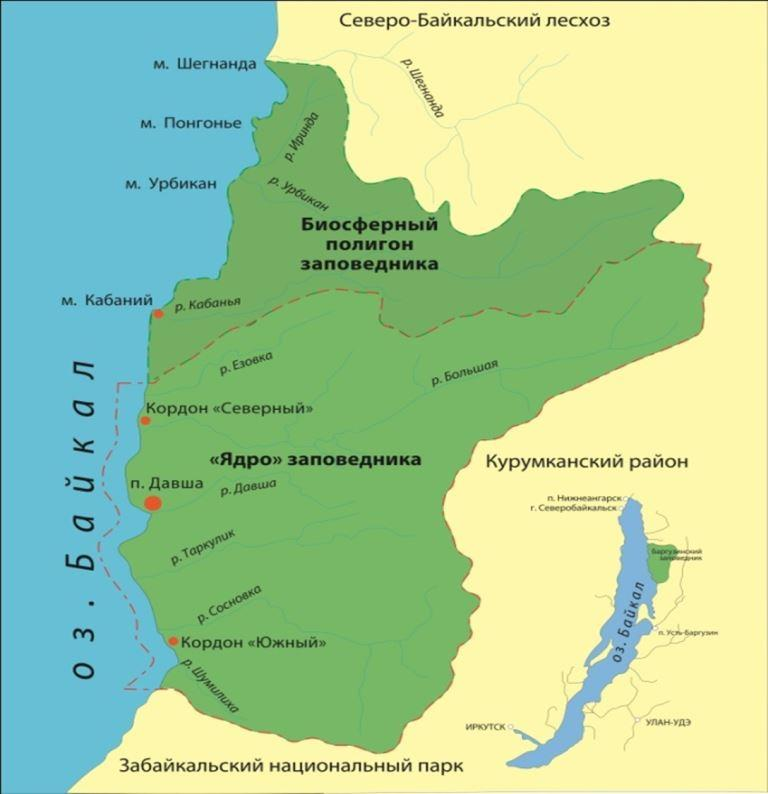 Северо-Байкальский лесхоз
м. Шегнанда
р. Шегнанда
м. Понгонье
р. Иринда
м. Урбикан
р. Урбикан
Биосферный
полигон
заповедника
м. Кабаний
р. Кабанья
р. Езовка
р. Большая
оз. Байкал
Кордон «Северный»
«Ядро» заповедника
Курумканский район
п. Давша
р. Давша
р. Таркулик
р. Сосновка
Кордон «Южный»
р. Шумилиха
Забайкальский национальный парк
п. Нижнеангарск
г. Северобайкальск
Баргузинский
заповедник
оз. Байкал
п. Усть-Баргузин
ИРКУТСК
УЛАН-УДЭ